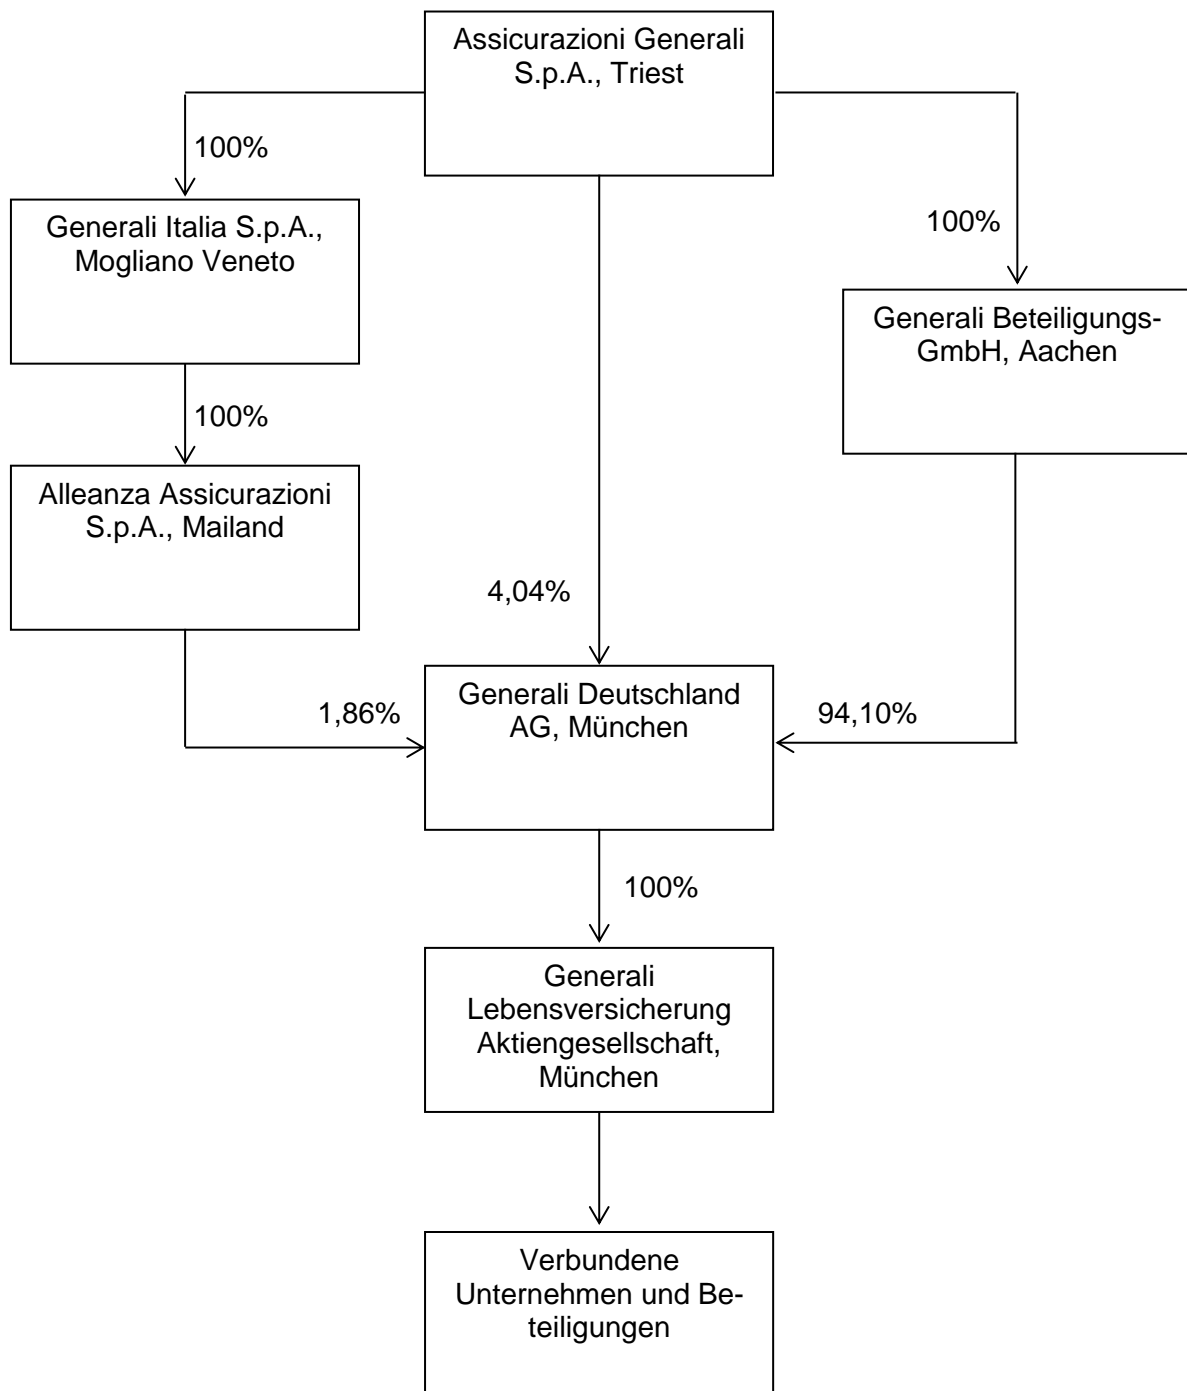 Assicurazioni Generali
S.p.A., Triest
100%
Generali Italia S.p.A.,
Mogliano Veneto
100%
Generali Beteiligungs-
GmbH, Aachen
100%
Alleanza Assicurazioni
S.p.A., Mailand
4,04%
Generali Deutschland
AG, München
1,86%
94,10%
100%
Generali
Lebensversicherung
Aktiengesellschaft,
München
Verbundene
Unternehmen und Be-
teiligungen